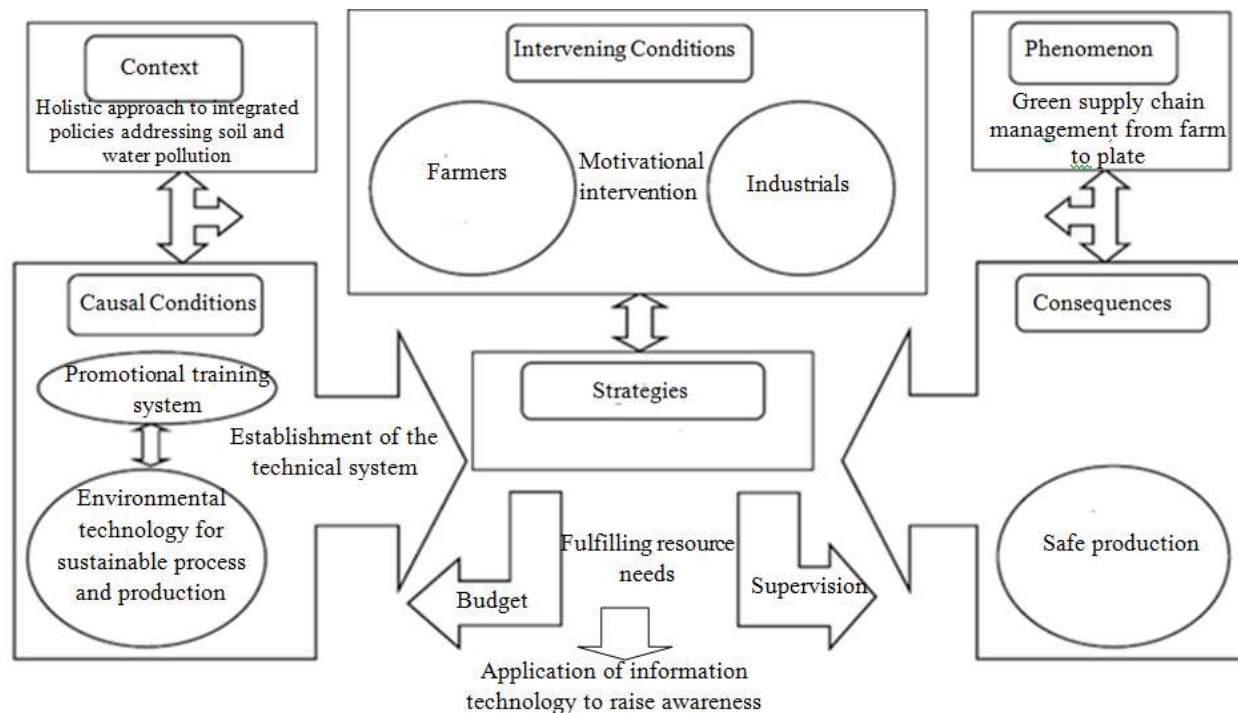 Context
Holistic approach to integrated
policies addressing soil and
water pollution
Intervening Conditions
Farmers
Motivational
intervention
Industrials
Phenomenon
Green supply chain
management from farm
to plate
Causal Conditions
Promotional training
system
Environmental
technology for
sustainable process
and production
Establishment of the
technical system
Strategies
Consequences
Safe production
Budget
Fulfilling resource
needs
Supervision
Application of information
technology to raise awareness